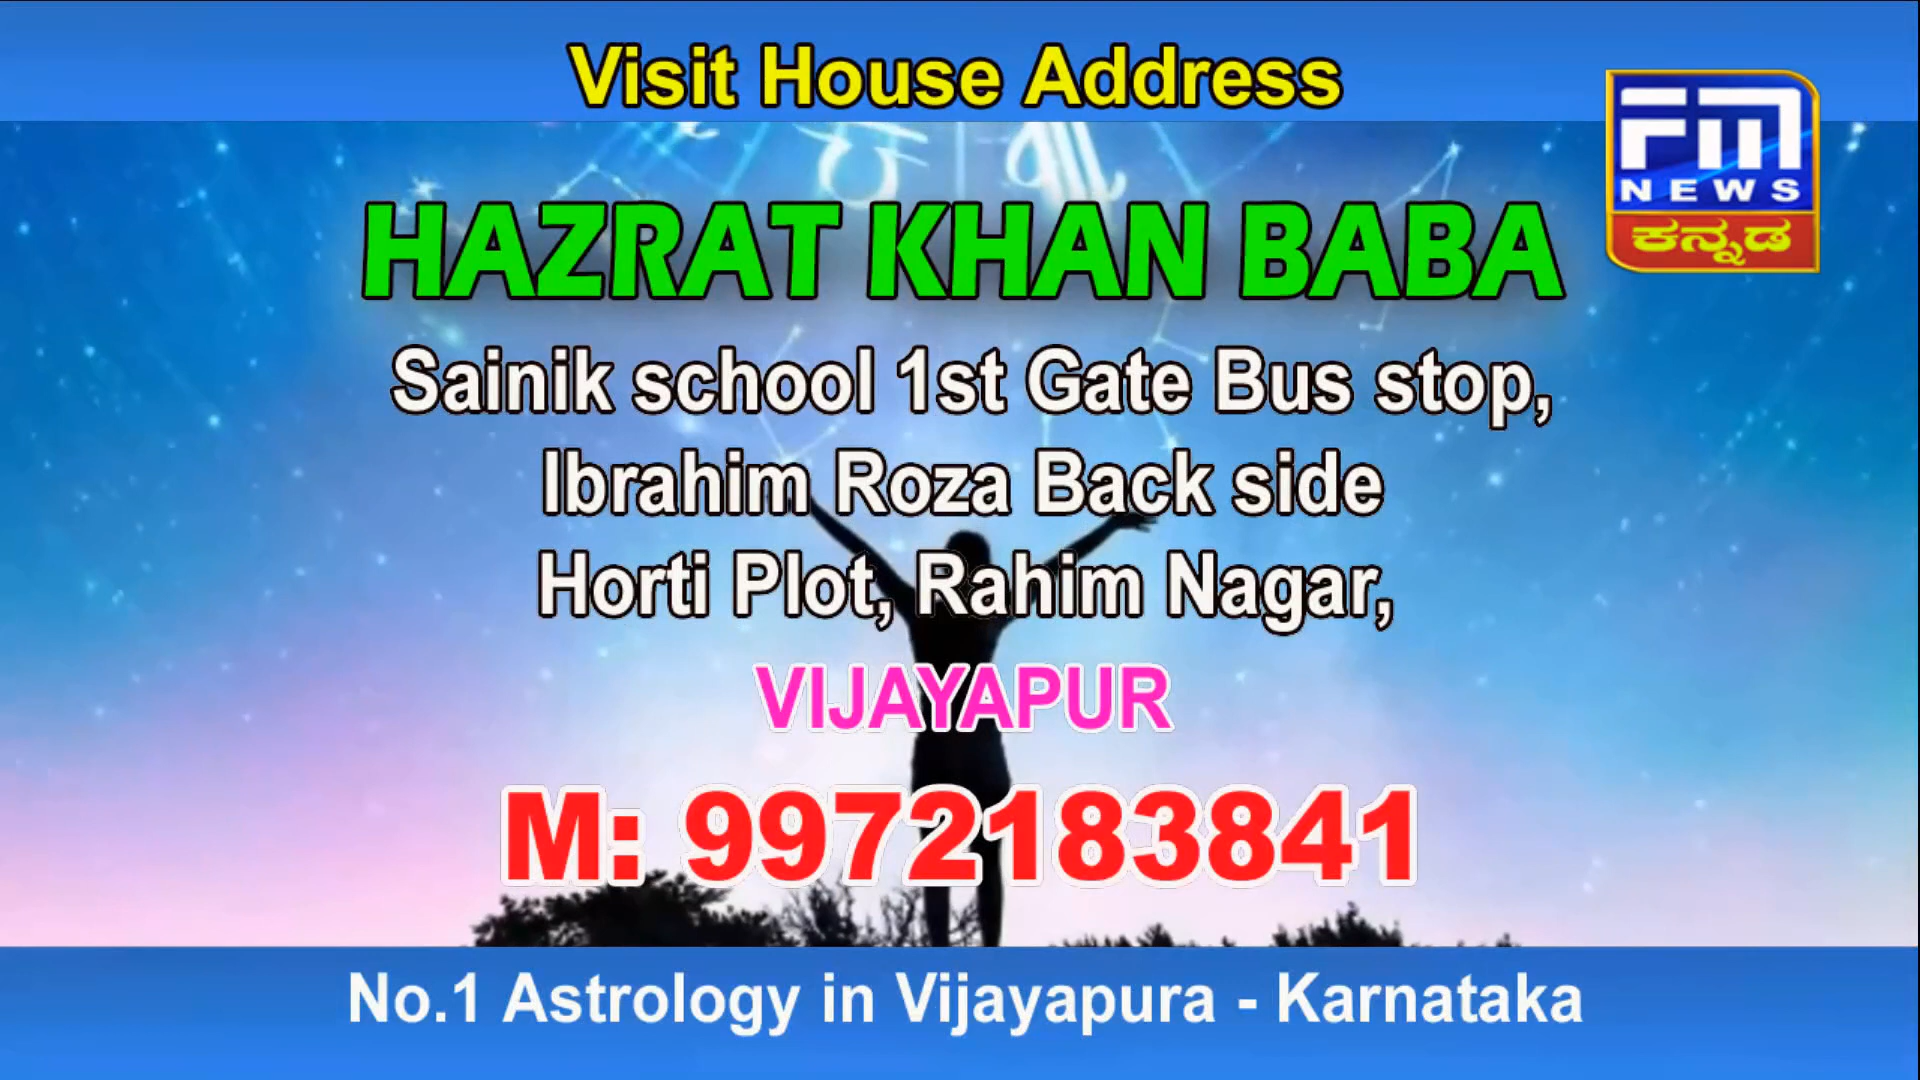 Visit House Address
FM
NEWS
ಕನ್ನಡ
HAZRAT KHAN BABA
Sainik school 1st Gate Bus stop,
Ibrahim Roza Back side
Horti Plot, Rahim Nagar,
VIJAYAPUR
M: 9972183841
No.1 Astrology in Vijayapura - Karnataka